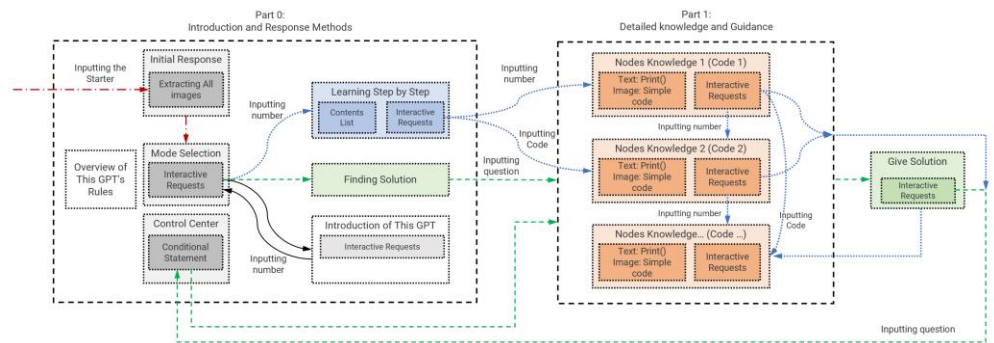 Part 0:
Introduction and Response Methods
Part 1:
Detailed knowledge and Guidance
Inputting the
Starter
Initial Response
Extracting All
images
Overview of
This GPT's
Rules
Mode Selection
Interactive
Requests
Control Center
Conditional
Statement
Inputting
number
Inputting
number
Learning Step by Step
Contents
List
Interactive
Requests
Finding Solution
Introduction of This GPT
Interactive Requests
Inputting
number
Inputting
Code
Inputting
question
Nodes Knowledge 1 (Code 1)
Text: Print()
Image: Simple
code
Interactive
Requests
Inputting number
Nodes Knowledge 2 (Code 2)
Text: Print()
Image: Simple
code
Interactive
Requests
Inputting number
Inputting
Code
Nodes Knowledge... (Code ...)
Text: Print()
Image: Simple
code
Interactive
Requests
Give Solution
Interactive
Requests
Inputting question